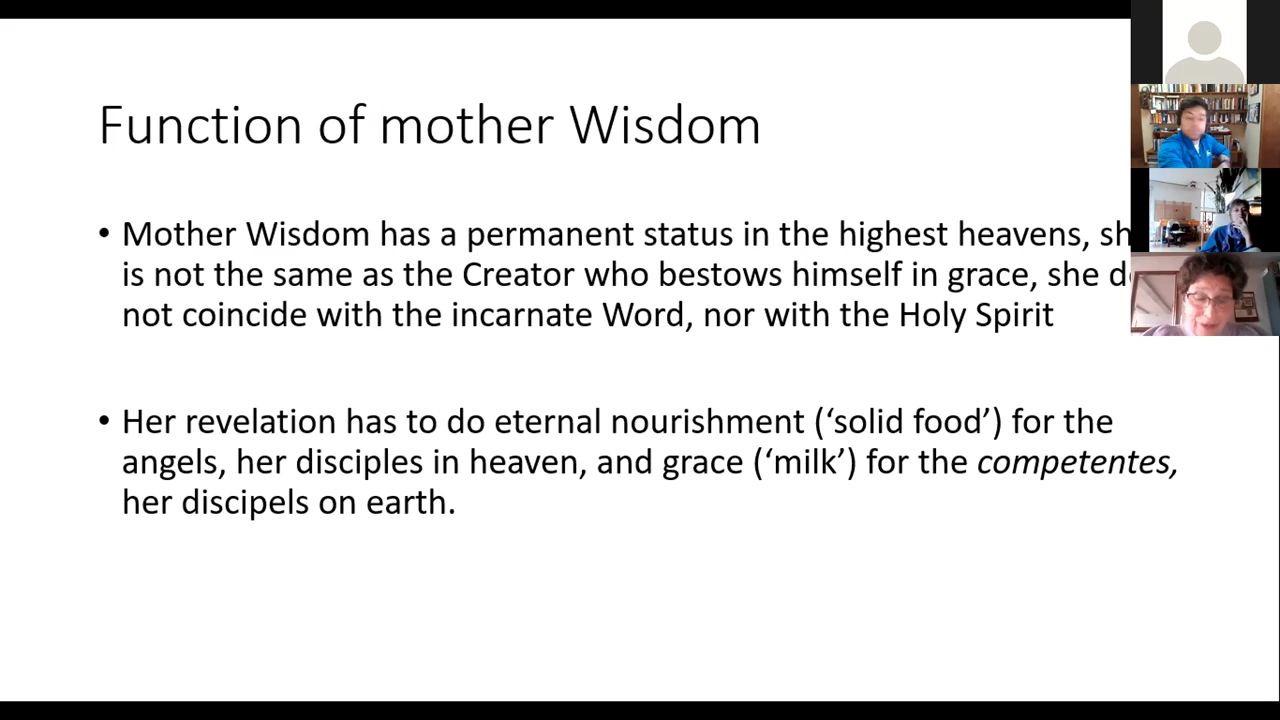 Function of mother Wisdom
• Mother Wisdom has a permanent status in the highest heavens,
is not the same as the Creator who bestows himself in grace, she
not coincide with the incarnate Word, nor with the Holy Spirit
• Her revelation has to do eternal nourishment (‘solid food’) for the
angels, her disciples in heaven, and grace (‘milk’) for the competentes,
her discipels on earth.